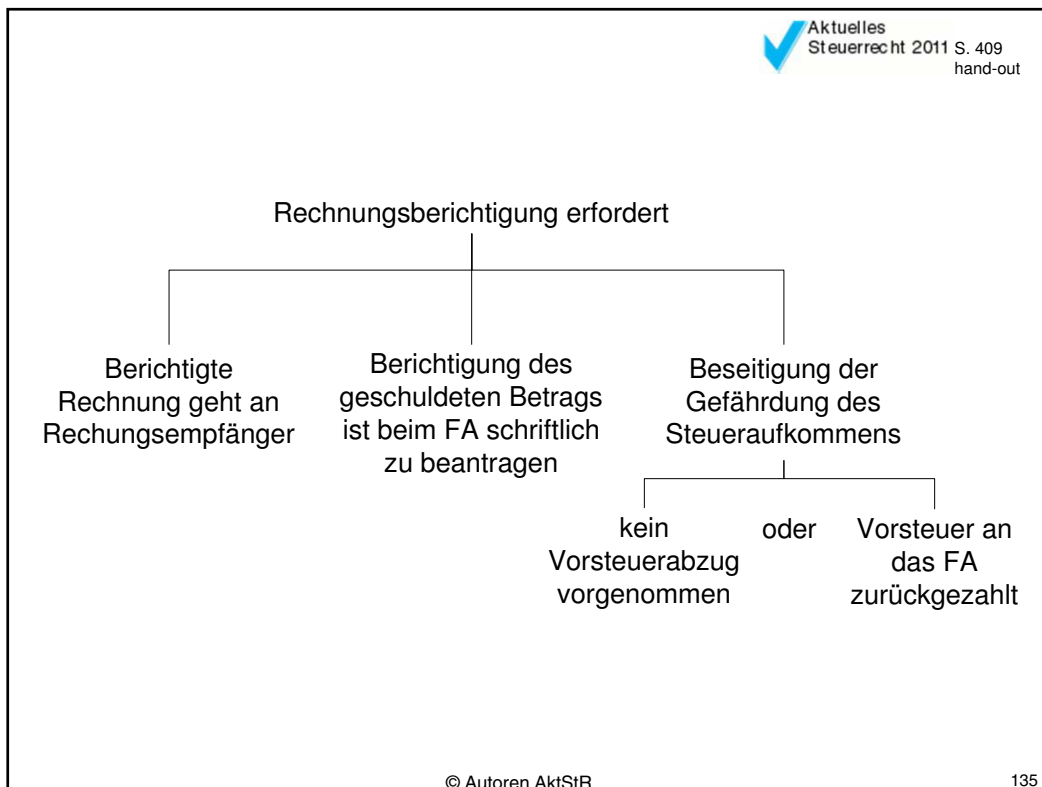 Aktuelles
Steuerrecht 2011 S. 409
hand-out
Rechnungsberichtigung erfordert
Berichtigte
Rechnung geht an
Rechungsempfänger
Berichtigung des
geschuldeten Betrags
ist beim FA schriftlich
zu beantragen
Beseitigung der
Gefährdung des
Steueraufkommens
kein
Vorsteuerabzug
vorgenommen
oder
Vorsteuer an
das FA
zurückgezahlt
© Autoren AktStR
135